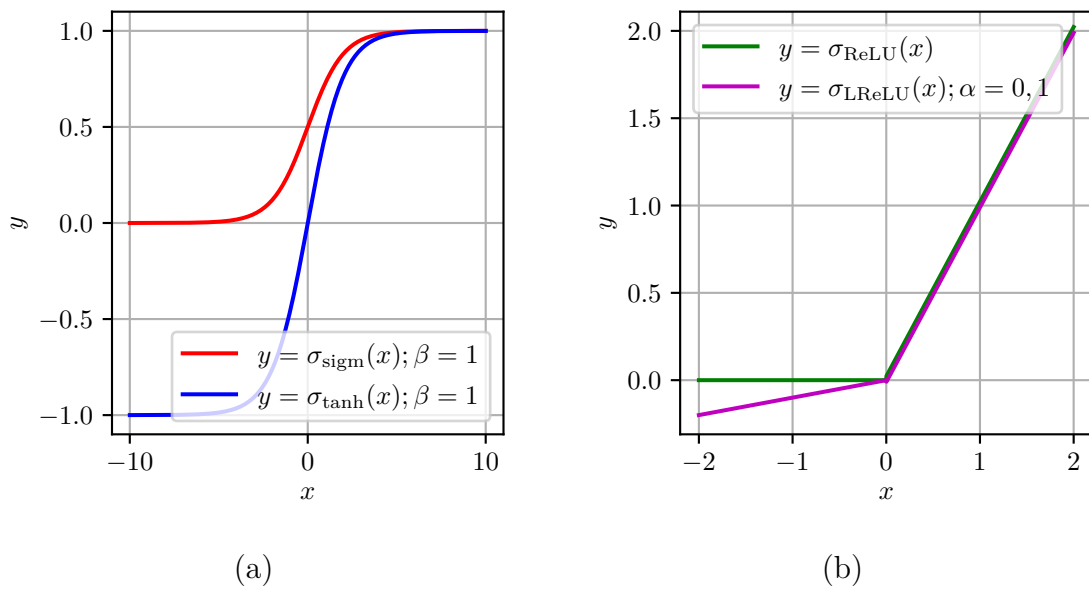 1.0
0.5
0.0
−0.5
−1.0
y
−10
0
10
x
y = σsigm(x); β = 1
y = σtanh(x); β = 1
(a)
2.0
1.5
1.0
0.5
0.0
y
−2
−1
0
1
2
x
y = σReLU(x)
y = σLReLU(x); α = 0, 1
(b)